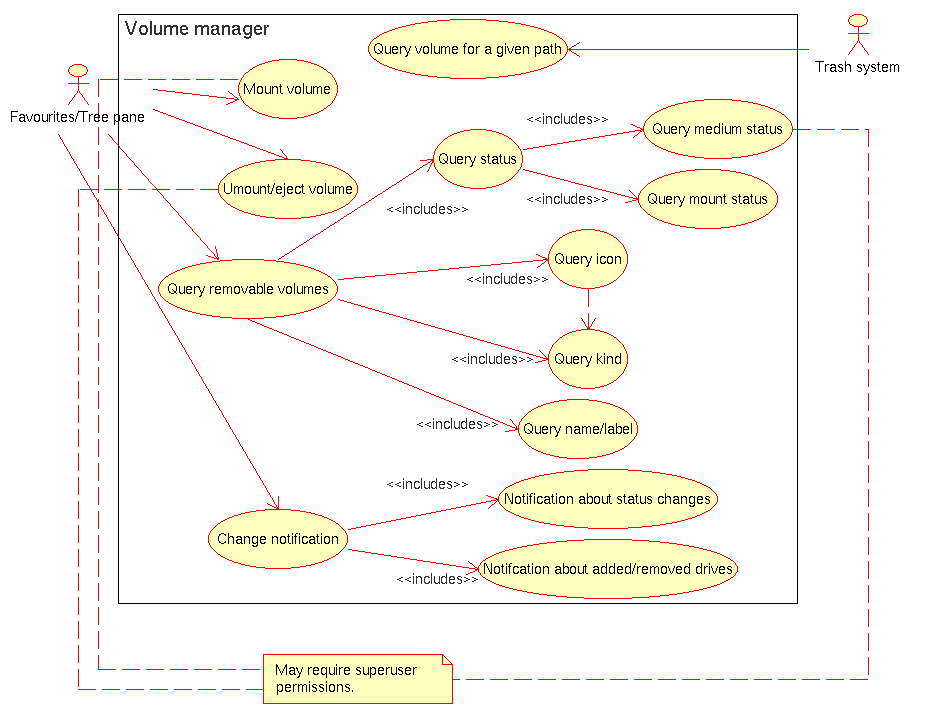 Volume manager
Query volume for a given path
Trash system
Mount volume
Favourites/Tree pane
<<includes>>
Query medium status
Query status
Umount/eject volume
<<includes>>
Query mount status
<<includes>>
Query icon
<<includes>>
Query removable volumes
<<includes>>
Query kind
<<includes>>
Query name/label
<<includes>>
Notification about status changes
Change notification
Notifcation about added/removed drives
<<includes>>
May require superuser
permissions.